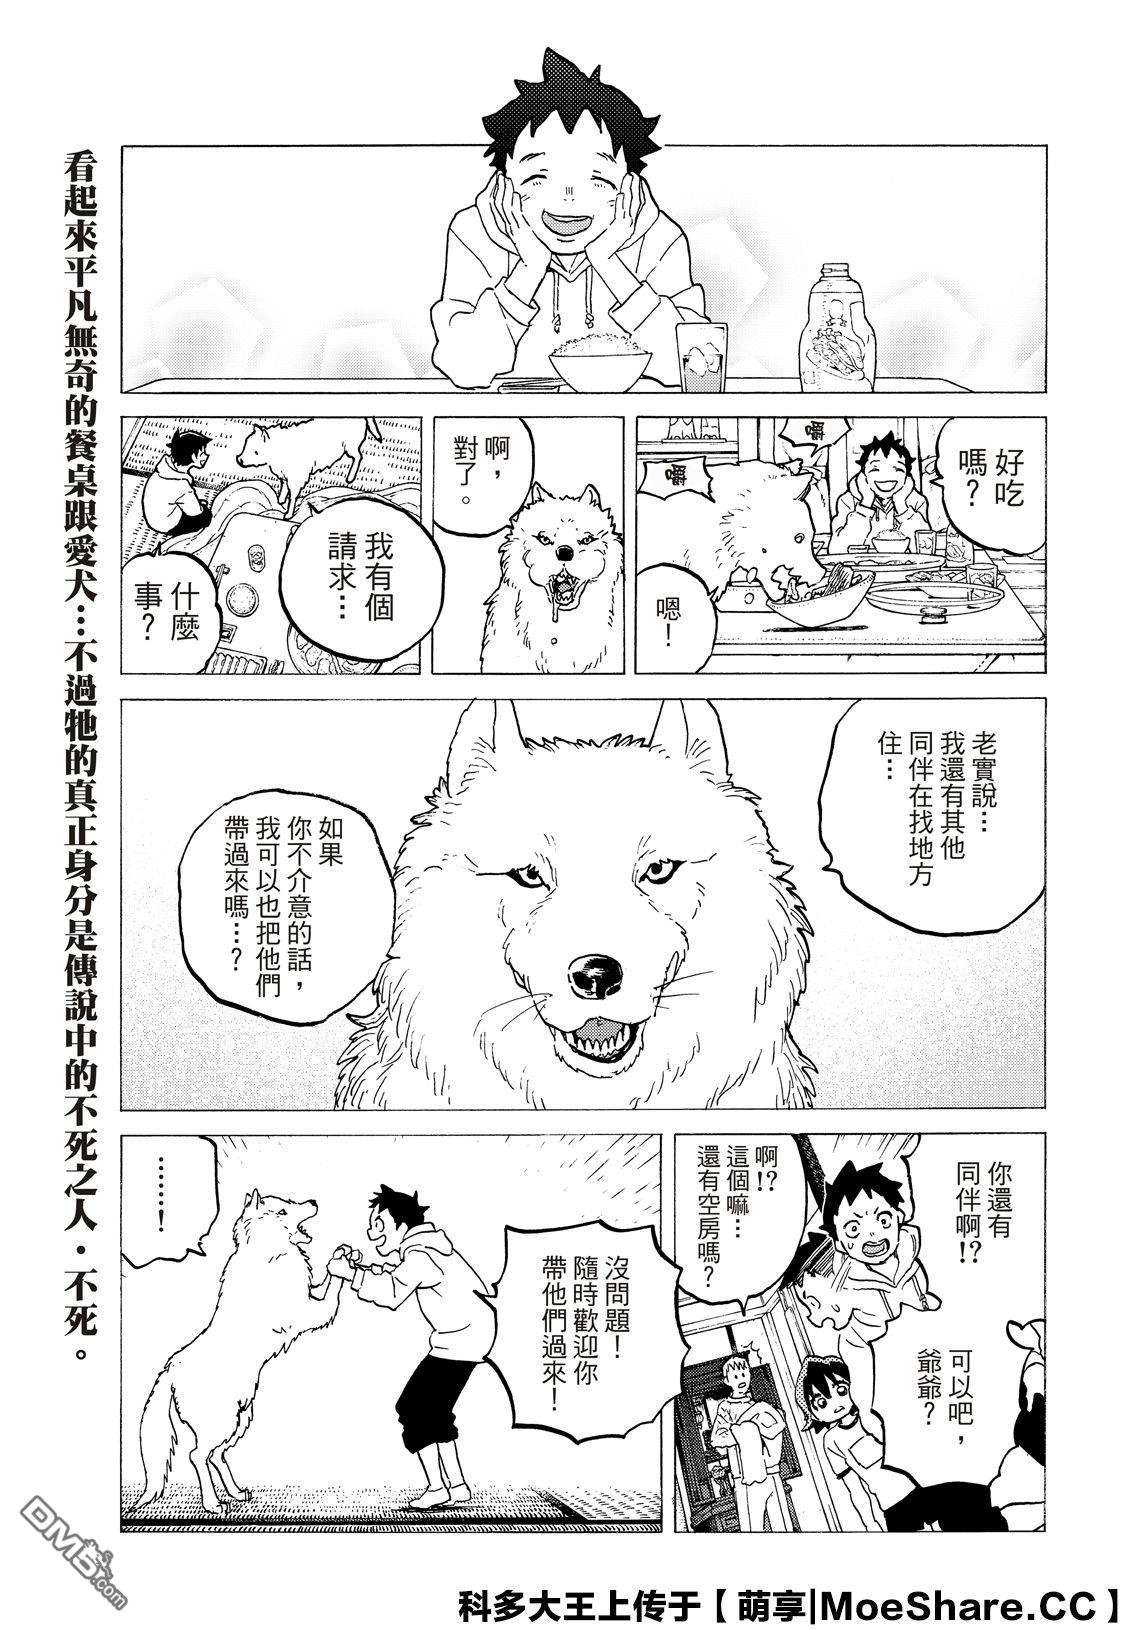 看起來平凡無奇的餐桌跟愛犬…不過牠的真正身分是傳說中的不死之人・不死。
好吃
嗎？
嗯！
啊，
對了。
我有個
請求…
什麼
事？
老實說…
我還有其他
同伴在找地方
住…
如果
你不介意的話，
我可以也把他們
帶過來嗎…？
你還有
同伴啊!?
可以吧，
爺爺？
啊!?
這個嘛…
還有空房嗎？
沒問題！
隨時歡迎你
帶他們過來！
……！
DM5.com
科多大王上传于【萌享|MoeShare.CC】